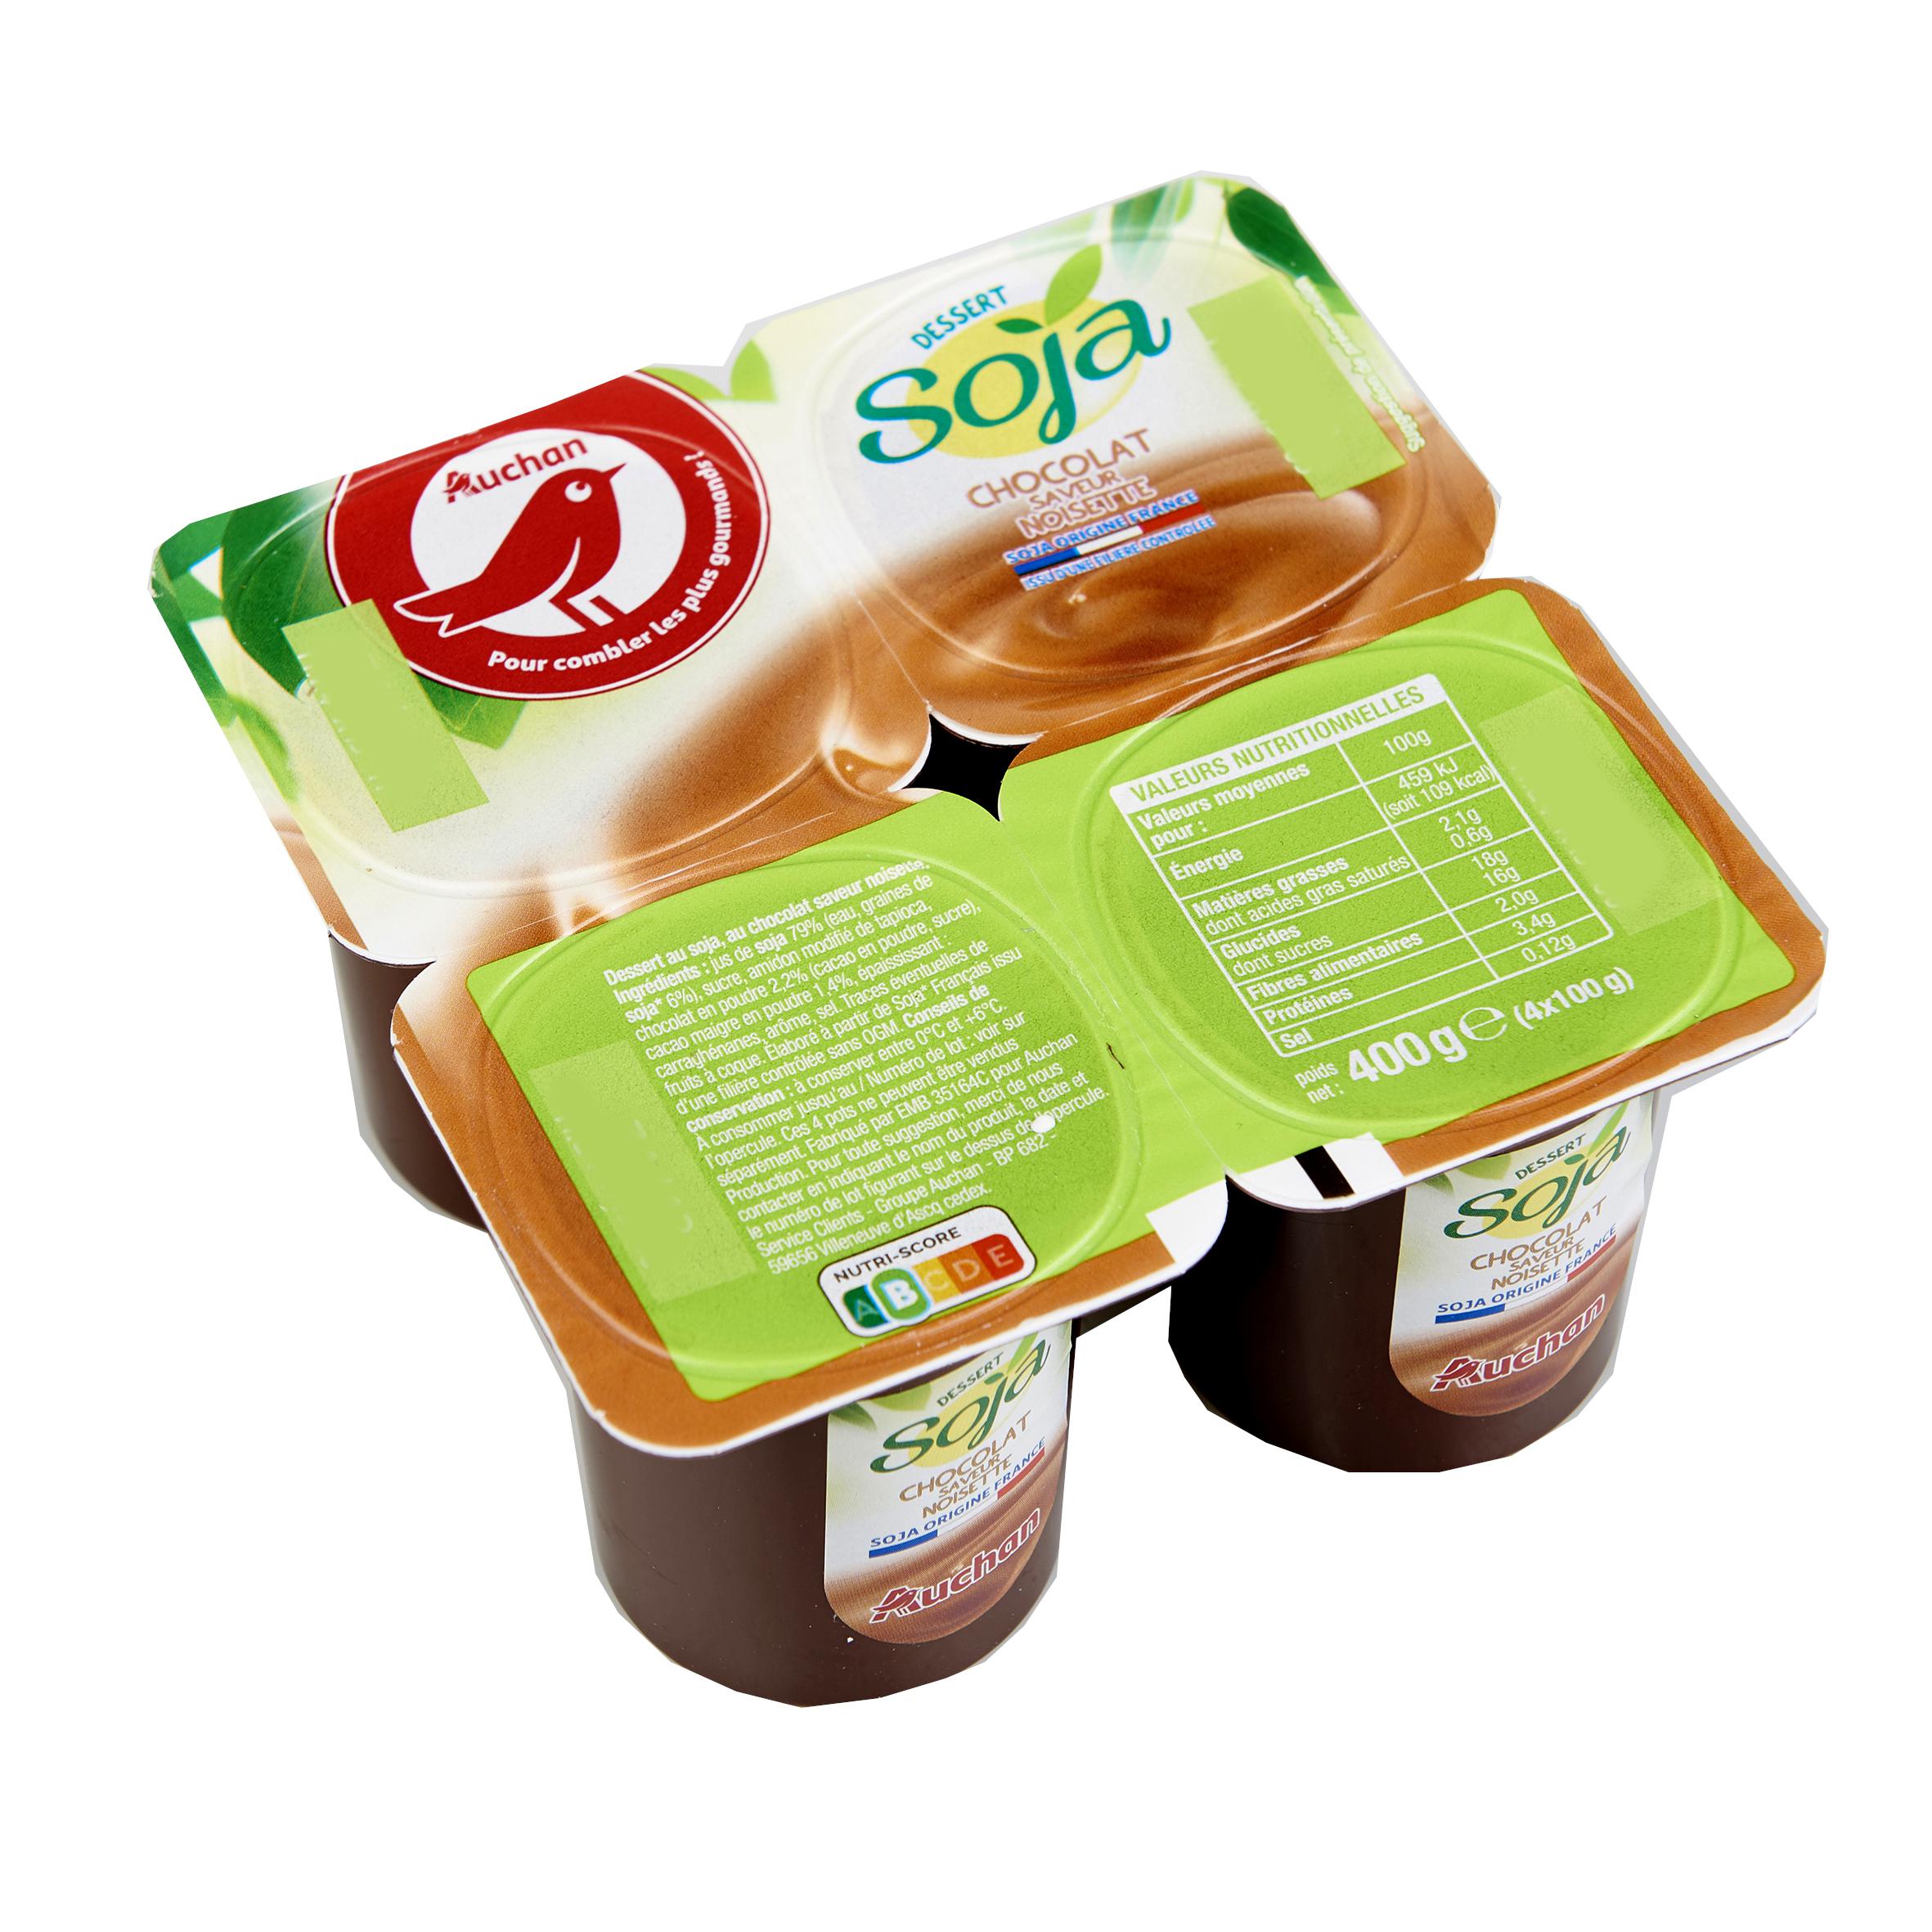 Auchan
Pour combler les plus gourmands !
DESSERT
soja
CHOCOLAT
SAVEUR
NOISETTE
SOJA ORIGINE FRANCE
ISSU D'UNE FILIERE CONTROLÉE
Suggestion de présentation
Dessert au soja, au chocolat saveur noisette.
Ingrédients : jus de soja 79% (eau, graines de
soja* 6%), sucre, amidon modifié de tapioca,
chocolat en poudre 2,2% (cacao en poudre, sucre),
cacao maigre en poudre 1,4%, épaississant :
carraghénanes, arôme, sel. Traces éventuelles de
fruits à coque. Élaboré à partir de Soja* Français issu
d'une filière contrôlée sans OGM. Conseils de
conservation : à conserver entre 0°C et +6°C.
A consommer jusqu'au / Numéro de lot : voir sur
l'opercule. Ces 4 pots ne peuvent être vendus
séparément. Fabriqué par EMB 35164C pour Auchan
Production. Pour toute suggestion, merci de nous
contacter en indiquant le nom du produit, la date et
le numéro de lot figurant sur le dessus de l'opercule.
Service Clients - Groupe Auchan - BP 682 -
59656 Villeneuve d'Ascq cedex.
NUTRI-SCORE
A B C D E
VALEURS NUTRITIONNELLES
Valeurs moyennes pour : 100g
Énergie 459 kJ (soit 109 kcal)
Matières grasses 2,1g
dont acides gras saturés 0,6g
Glucides 18g
dont sucres 16g
Fibres alimentaires 2,0g
Protéines 3,4g
Sel 0,12g
poids net : 400 g e (4x100 g)
DESSERT
soja
CHOCOLAT
SAVEUR
NOISETTE
SOJA ORIGINE FRANCE
Auchan
DESSERT
soja
CHOCOLAT
SAVEUR
NOISETTE
SOJA ORIGINE FRANCE
Auchan